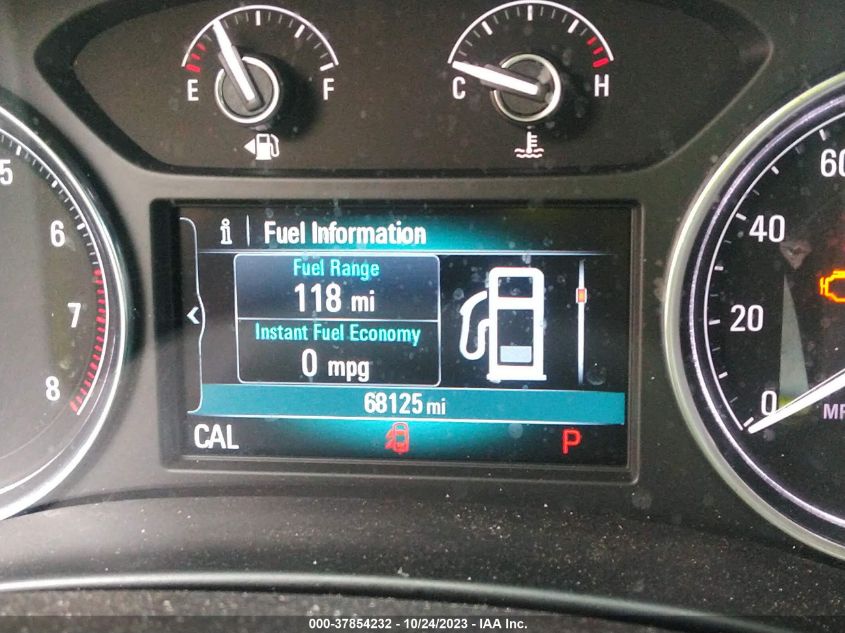 E
F
C
H
5
6
7
8
i
Fuel Information
Fuel Range
118 mi
Instant Fuel Economy
0 mpg
68125 mi
CAL
P
60
40
20
0
000-37854232 - 10/24/2023 - IAA Inc.